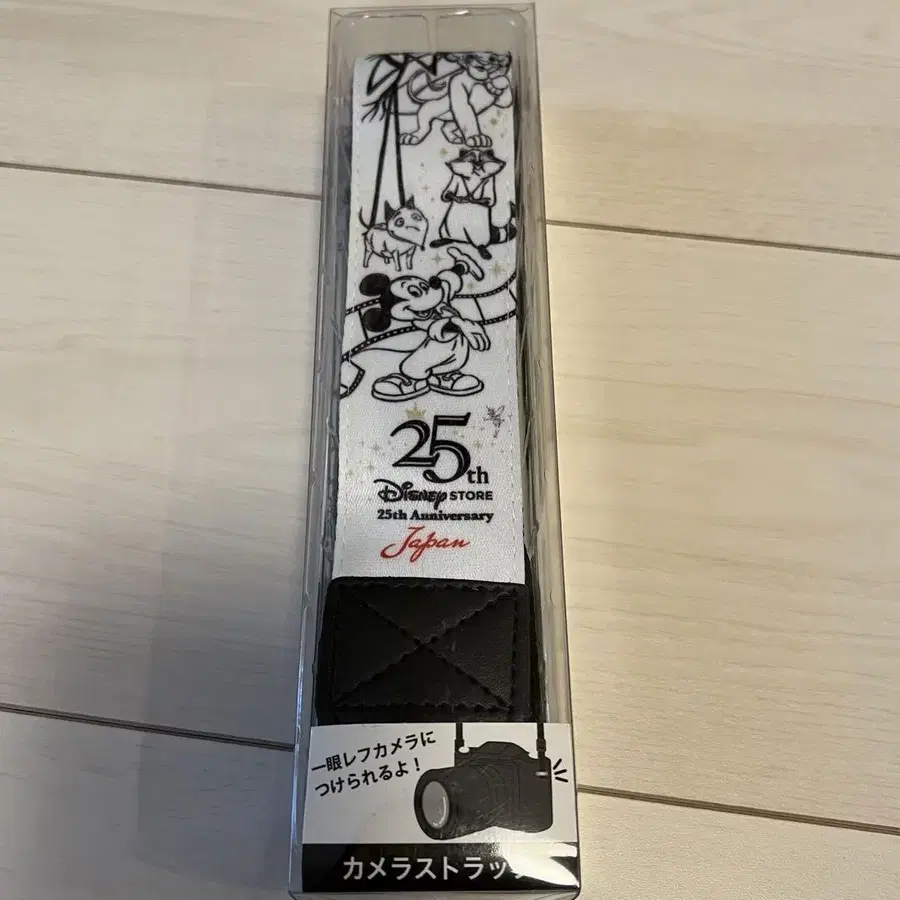 25th
Disney STORE
25th Anniversary
Japan
一眼レフカメラに
つけられるよ！
カメラストラップ